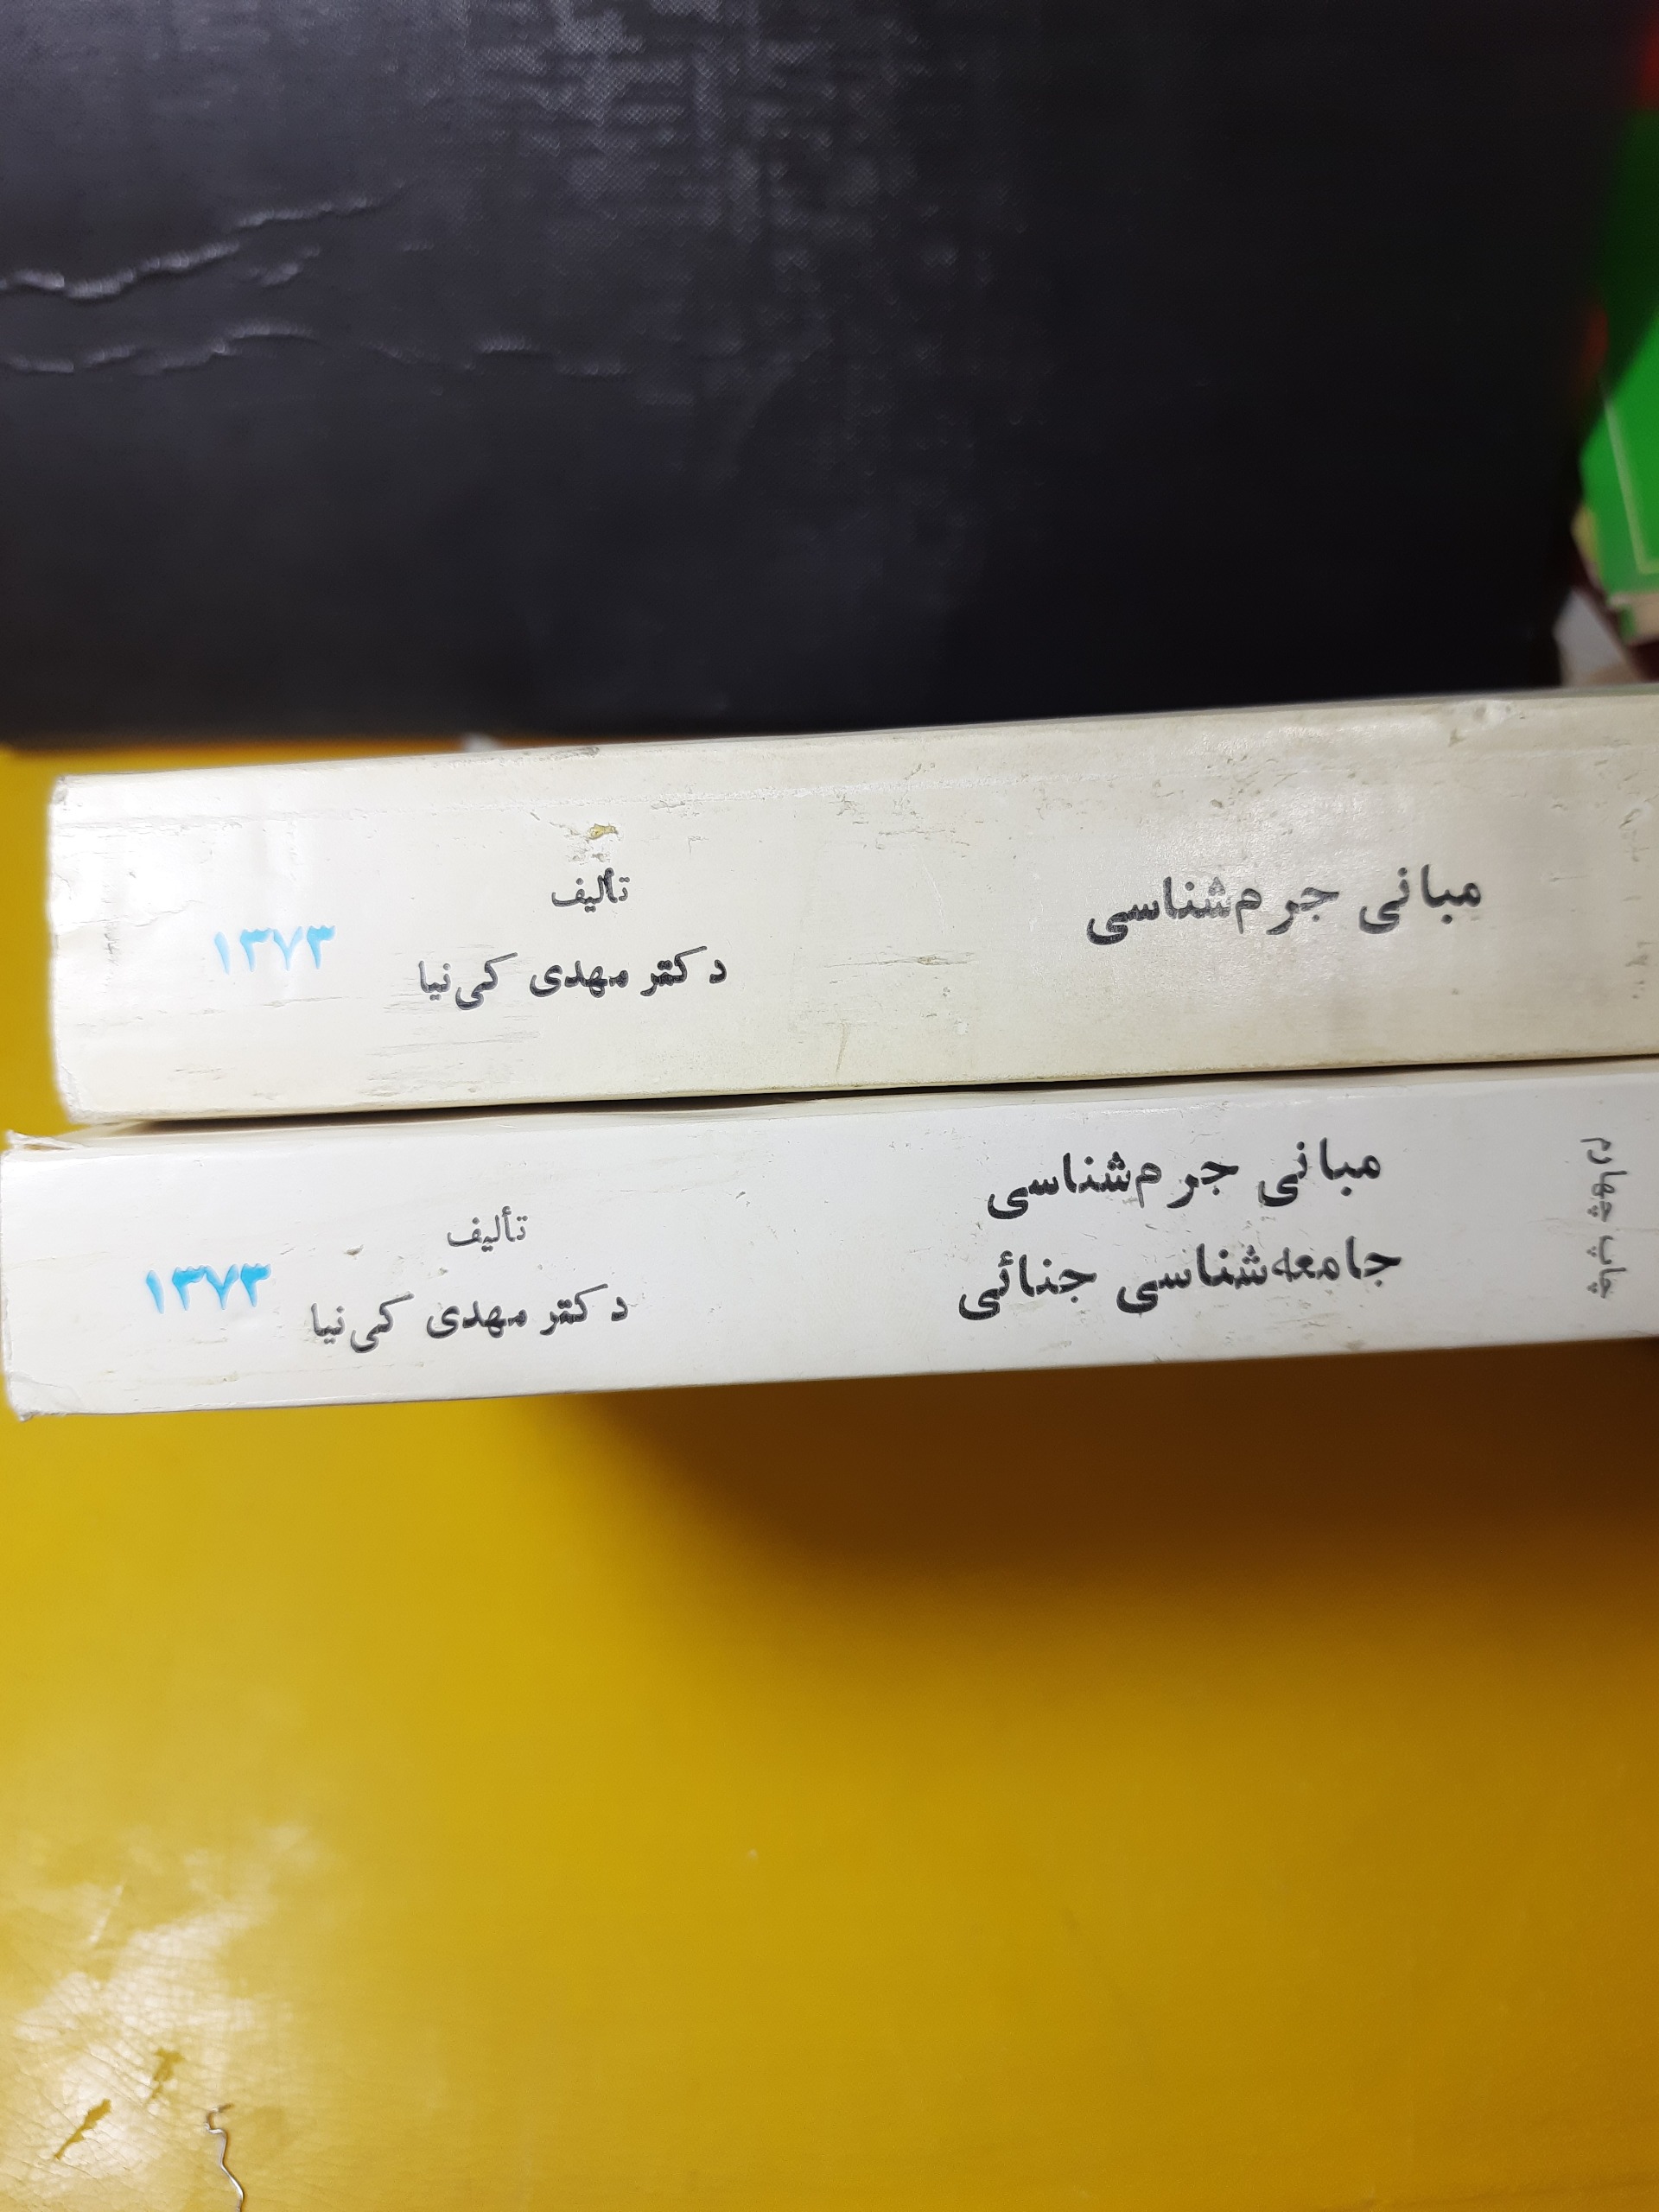 مبانی جرم‌شناسی
تألیف
دکتر مهدی کی‌نیا
۱۳۷۳
چاپ چهارم
مبانی جرم‌شناسی
جامعه‌شناسی جنائی
تألیف
دکتر مهدی کی‌نیا
۱۳۷۳